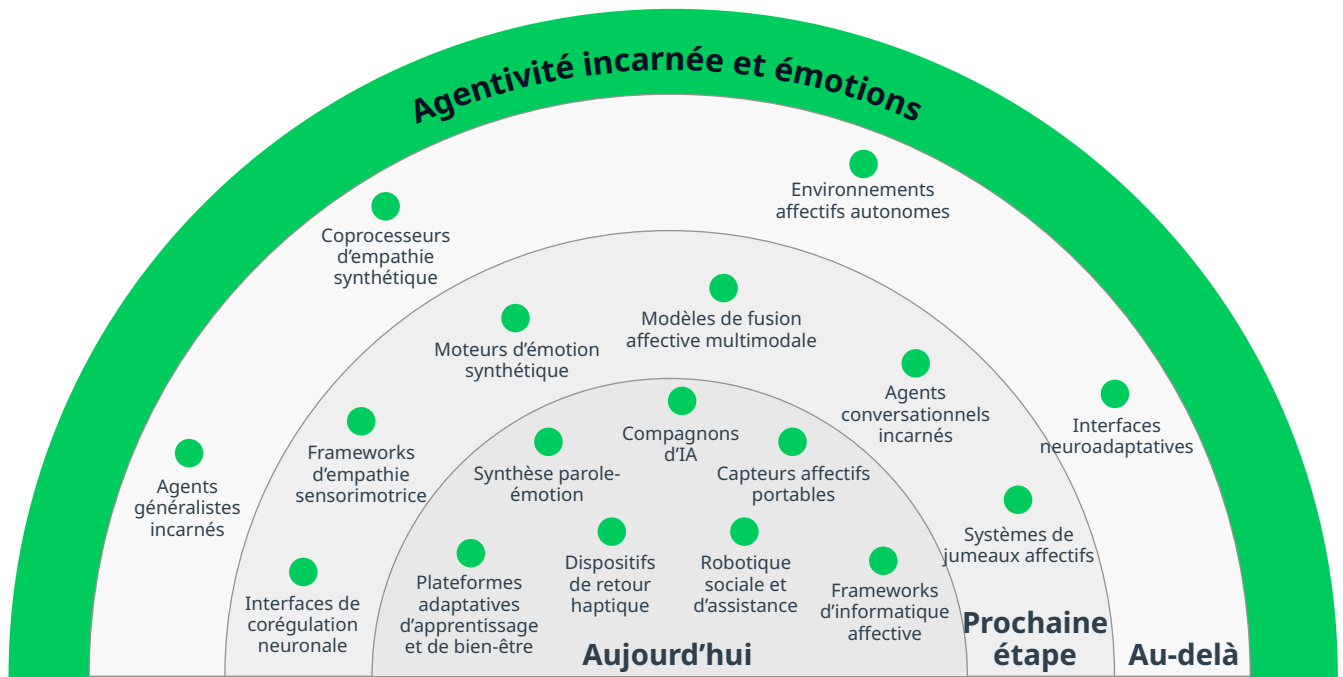 Agentivité incarnée et émotions
Environnements
affectifs autonomes
Coprocesseurs
d’empathie
synthétique
Interfaces
neuroadaptatives
Agents
généralistes
incarnés
Modèles de fusion
affective multimodale
Moteurs d’émotion
synthétique
Agents
conversationnels
incarnés
Frameworks
d’empathie
sensorimotrice
Systèmes de
jumeaux affectifs
Interfaces de
corégulation
neuronale
Compagnons
d’IA
Synthèse parole-
émotion
Capteurs affectifs
portables
Plateformes
adaptatives
d’apprentissage
et de bien-être
Dispositifs
de retour
haptique
Robotique
sociale et
d’assistance
Frameworks
d’informatique
affective
Aujourd’hui
Prochaine
étape
Au-delà